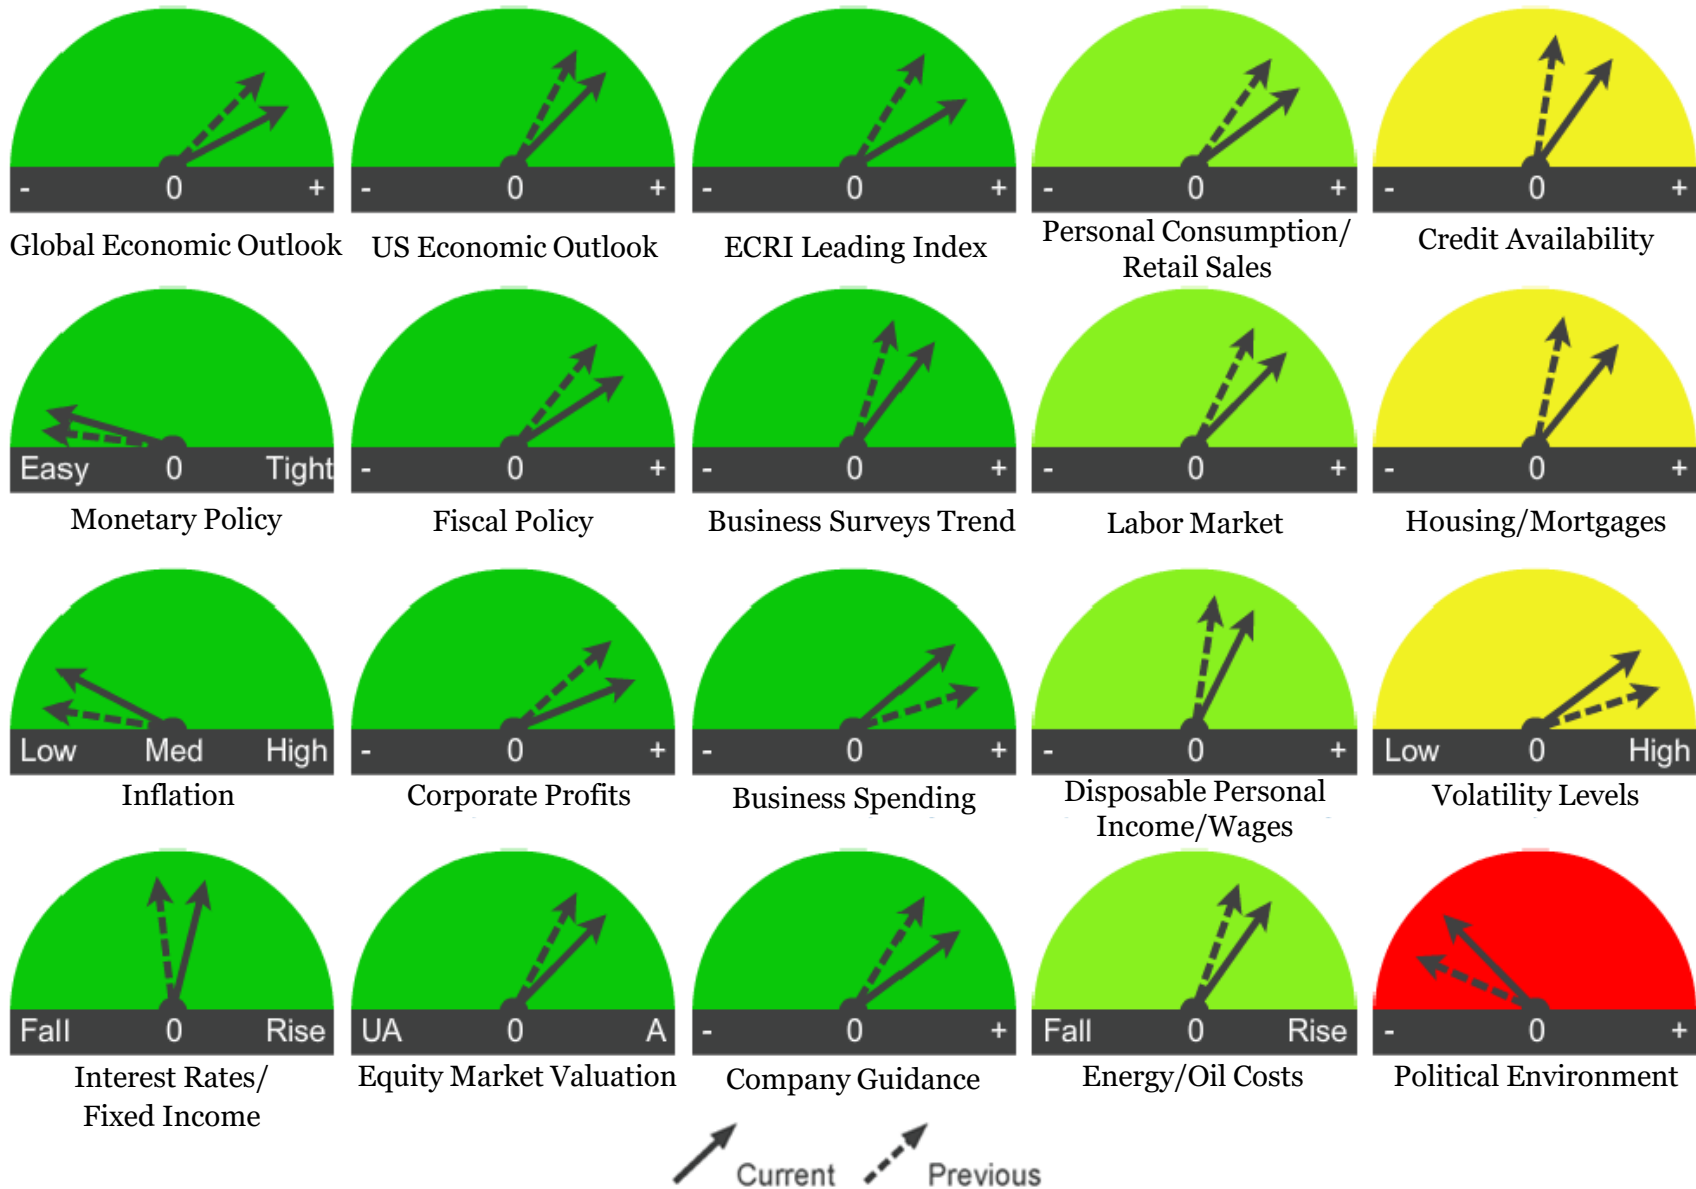 - 0 +
- 0 +
- 0 +
- 0 +
- 0 +
Global Economic Outlook
US Economic Outlook
ECRI Leading Index
Personal Consumption/
Retail Sales
Credit Availability
Easy 0 Tight
- 0 +
- 0 +
- 0 +
- 0 +
Monetary Policy
Fiscal Policy
Business Surveys Trend
Labor Market
Housing/Mortgages
Low Med High
- 0 +
- 0 +
- 0 +
Low 0 High
Inflation
Corporate Profits
Business Spending
Disposable Personal
Income/Wages
Volatility Levels
Fall 0 Rise
UA 0 A
- 0 +
Fall 0 Rise
- 0 +
Interest Rates/
Fixed Income
Equity Market Valuation
Company Guidance
Energy/Oil Costs
Political Environment
Current
Previous